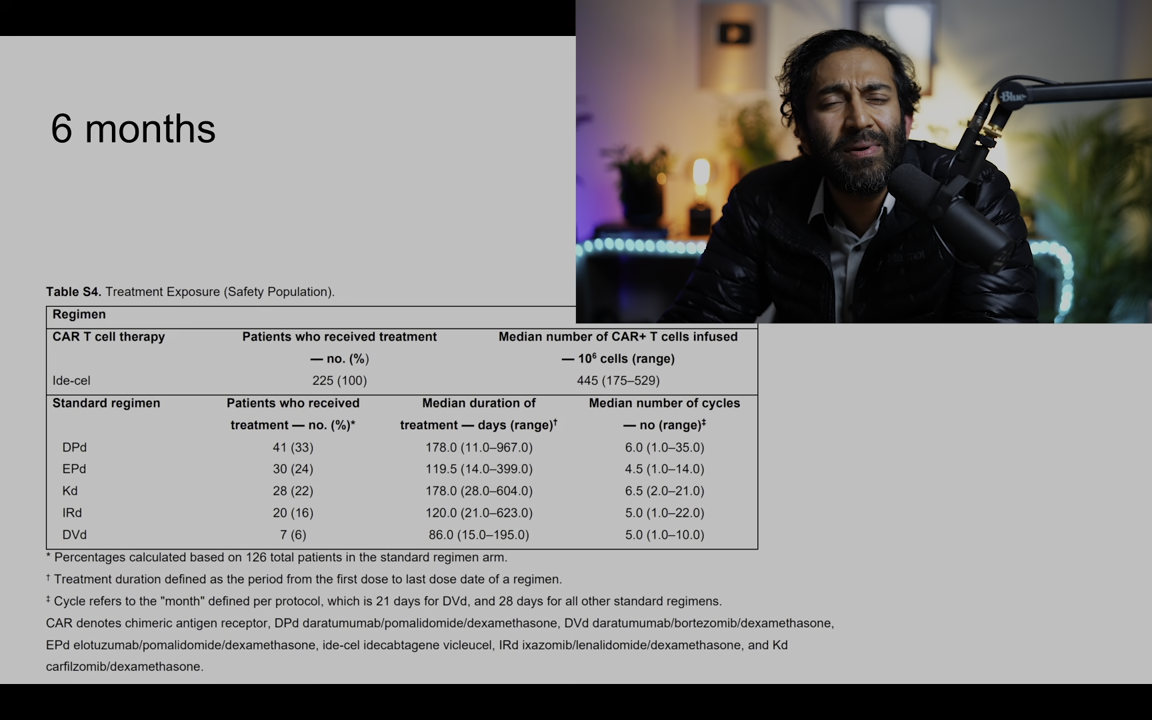 6 months
Blue
Table S4. Treatment Exposure (Safety Population).
Regimen
CAR T cell therapy Patients who received treatment — no. (%) Median number of CAR+ T cells infused — 10⁶ cells (range)
Ide-cel 225 (100) 445 (175–529)
Standard regimen Patients who received treatment — no. (%)* Median duration of treatment — days (range)† Median number of cycles — no (range)‡
DPd 41 (33) 178.0 (11.0–967.0) 6.0 (1.0–35.0)
EPd 30 (24) 119.5 (14.0–399.0) 4.5 (1.0–14.0)
Kd 28 (22) 178.0 (28.0–604.0) 6.5 (2.0–21.0)
IRd 20 (16) 120.0 (21.0–623.0) 5.0 (1.0–22.0)
DVd 7 (6) 86.0 (15.0–195.0) 5.0 (1.0–10.0)
* Percentages calculated based on 126 total patients in the standard regimen arm.
† Treatment duration defined as the period from the first dose to last dose date of a regimen.
‡ Cycle refers to the "month" defined per protocol, which is 21 days for DVd, and 28 days for all other standard regimens.
CAR denotes chimeric antigen receptor, DPd daratumumab/pomalidomide/dexamethasone, DVd daratumumab/bortezomib/dexamethasone,
EPd elotuzumab/pomalidomide/dexamethasone, ide-cel idecabtagene vicleucel, IRd ixazomib/lenalidomide/dexamethasone, and Kd
carfilzomib/dexamethasone.